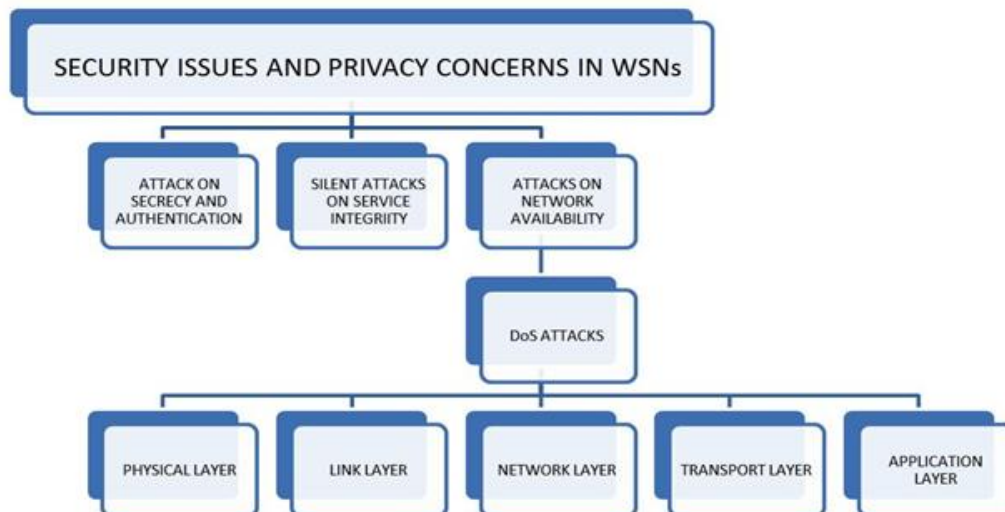 SECURITY ISSUES AND PRIVACY CONCERNS IN WSNs
ATTACK ON
SECRECY AND
AUTHENTICATION
SILENT ATTACKS
ON SERVICE
INTEGRIITY
ATTACKS ON
NETWORK
AVAILABILITY
DoS ATTACKS
PHYSICAL LAYER
LINK LAYER
NETWORK LAYER
TRANSPORT LAYER
APPLICATION
LAYER